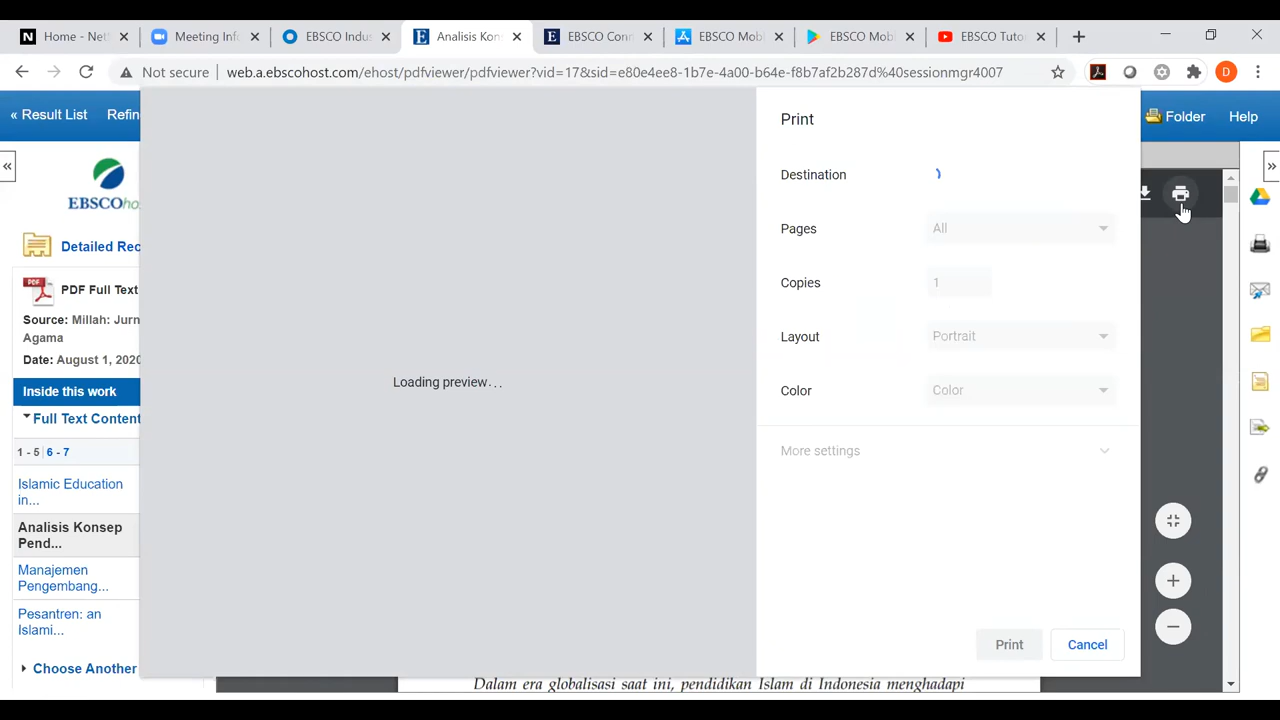 Home - Net
Meeting Inf
EBSCO Indu
Analisis Kon
EBSCO Conn
EBSCO Mob
EBSCO Mobi
EBSCO Tuto
Not secure
web.a.ebscohost.com/ehost/pdfviewer/pdfviewer?vid=17&sid=e80e4ee8-1b7e-4a00-b64e-f8b7af2b287d%40sessionmgr4007
D
« Result List
Refin
Folder
Help
EBSCOho
Detailed Rec
PDF
PDF Full Text
Source: Millah: Jurn
Agama
Date: August 1, 2020
Inside this work
Full Text Content
1 - 5 | 6 - 7
Islamic Education
in...
Analisis Konsep
Pend...
Manajemen
Pengembang...
Pesantren: an
Islami...
Choose Another
Loading preview...
Print
Destination
Pages
All
Copies
1
Layout
Portrait
Color
Color
More settings
Print
Cancel
Dalam era globalisasi saat ini, pendidikan Islam di Indonesia menghadapi